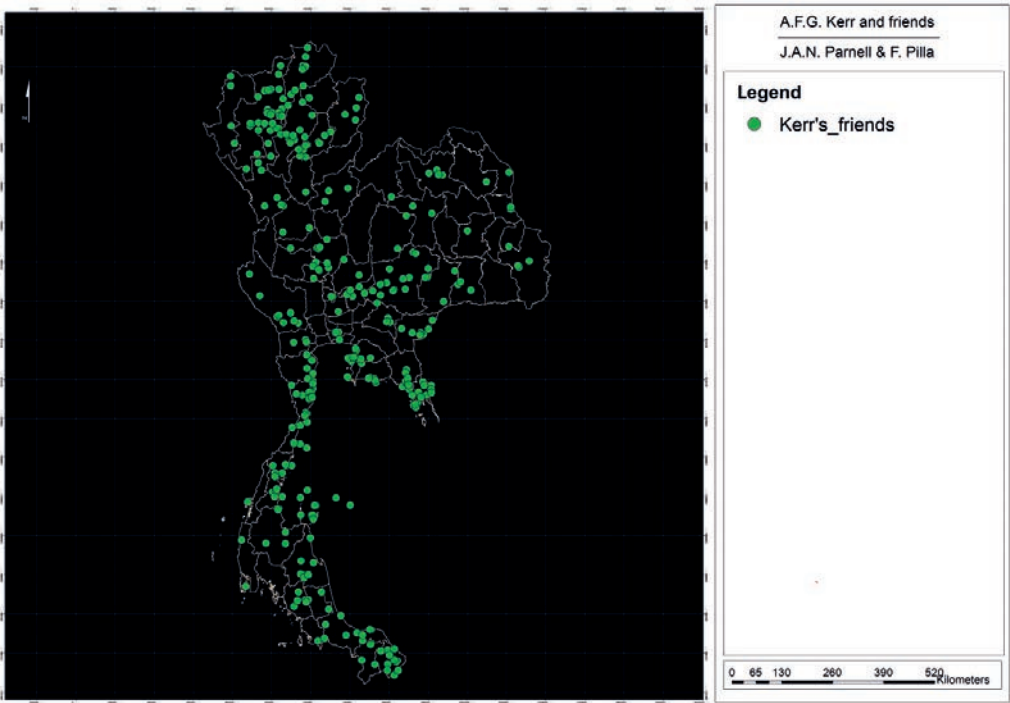 A.F.G. Kerr and friends
J.A.N. Parnell & F. Pilla
Legend
Kerr's_friends
0 65 130 260 390 520
Kilometers